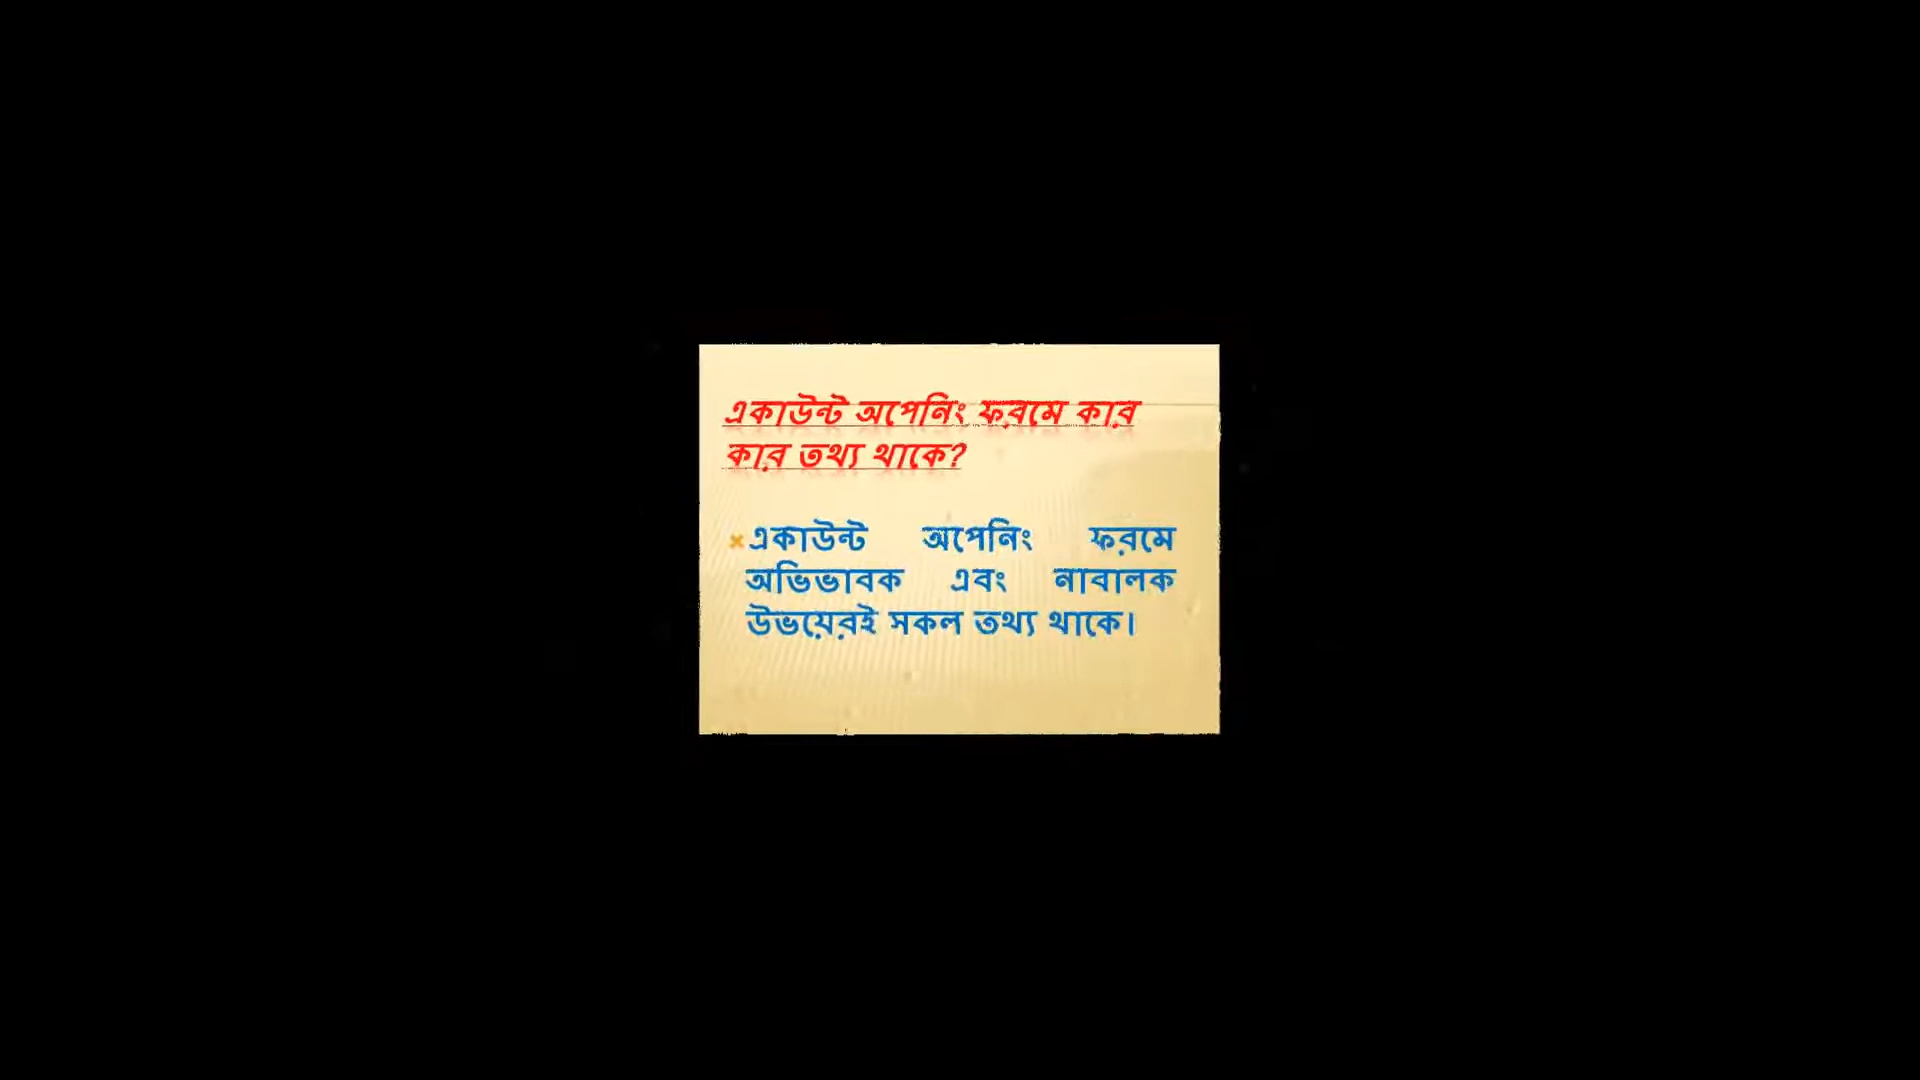 একাউন্ট অপেনিং ফরমে কার
কার তথ্য থাকে?
একাউন্ট অপেনিং ফরমে
অভিভাবক এবং নাবালক
উভয়েরই সকল তথ্য থাকে।